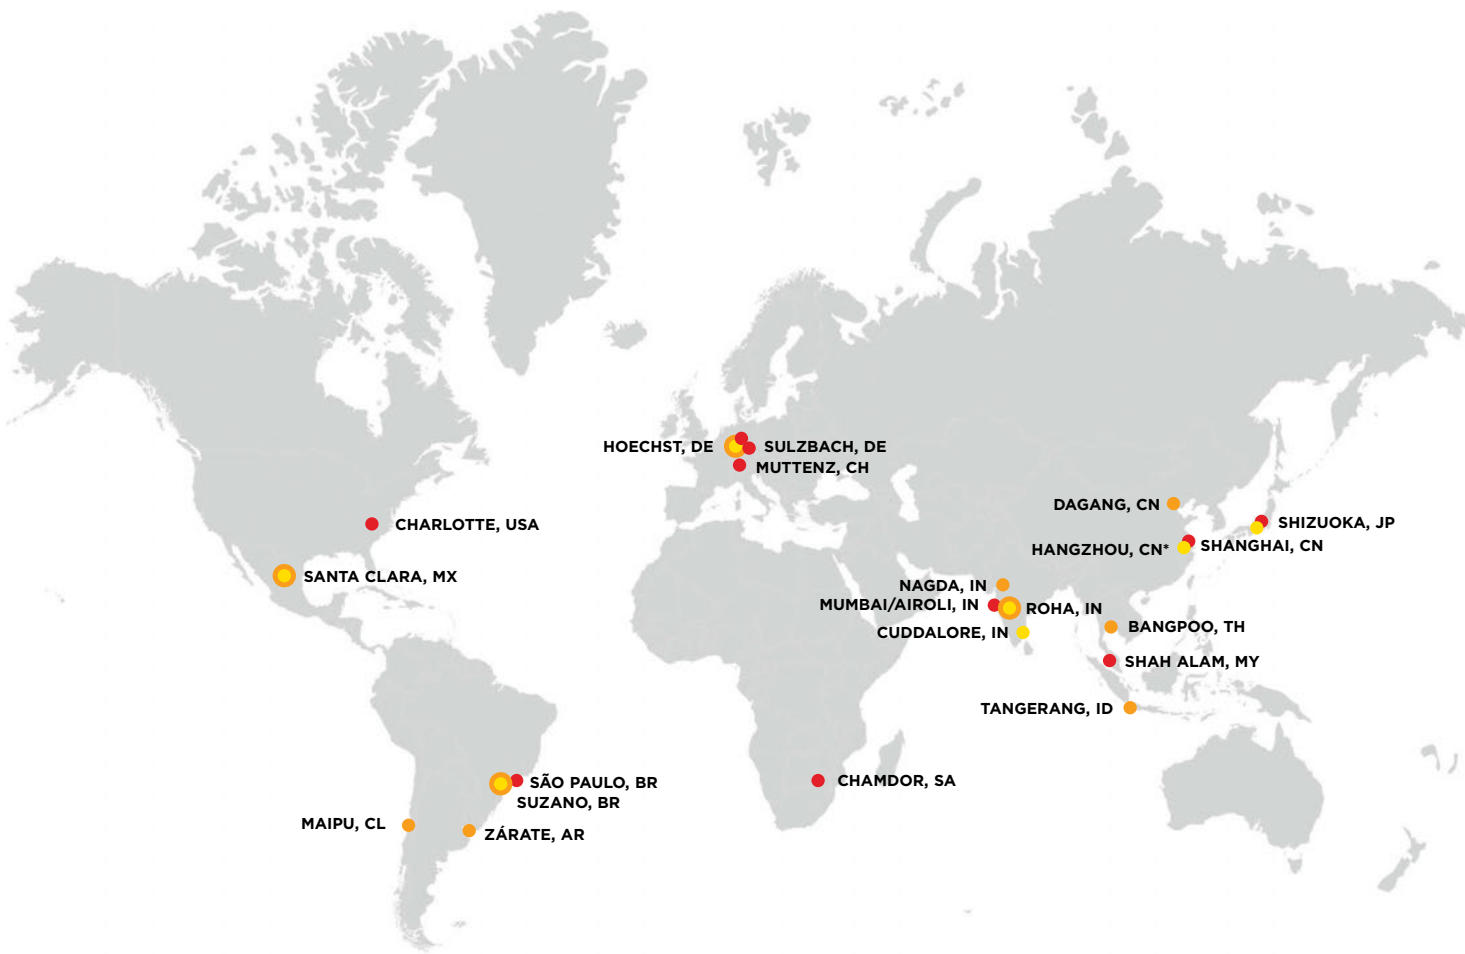 HOECHST, DE
SULZBACH, DE
MUTTENZ, CH
DAGANG, CN
CHARLOTTE, USA
SHIZUOKA, JP
HANGZHOU, CN*
SHANGHAI, CN
SANTA CLARA, MX
NAGDA, IN
MUMBAI/AIROLI, IN
ROHA, IN
CUDDALORE, IN
BANGPOO, TH
SHAH ALAM, MY
TANGERANG, ID
SÃO PAULO, BR
SUZANO, BR
CHAMDOR, SA
MAIPU, CL
ZÁRATE, AR